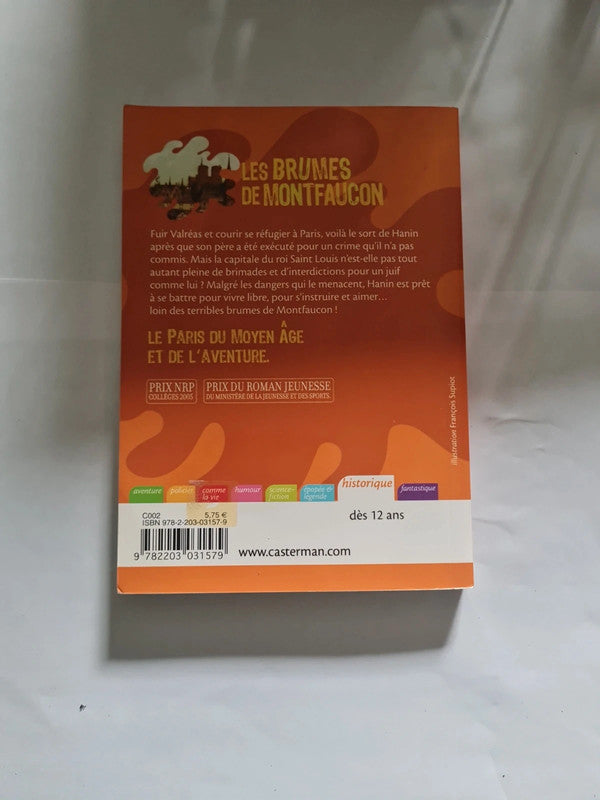 LES BRUMES
DE MONTFAUCON
Fuir Valréas et courir se réfugier à Paris, voilà le sort de Hanin
après que son père a été exécuté pour un crime qu'il n'a pas
commis. Mais la capitale du roi Saint Louis n'est-elle pas tout
autant pleine de brimades et d'interdictions pour un juif
comme lui ? Malgré les dangers qui le menacent, Hanin est prêt
à se battre pour vivre libre, pour s'instruire et aimer...
loin des terribles brumes de Montfaucon !
LE PARIS DU MOYEN ÂGE
ET DE L'AVENTURE.
PRIX NRP
COLLÈGES 2005
PRIX DU ROMAN JEUNESSE
DU MINISTÈRE DE LA JEUNESSE ET DES SPORTS.
illustration François Supiot
aventure
policier
comme
la vie
humour
science-
fiction
épopée &
légende
historique
fantastique
C002
5,75 €
ISBN 978-2-203-03157-9
dès 12 ans
9 782203 031579
www.casterman.com